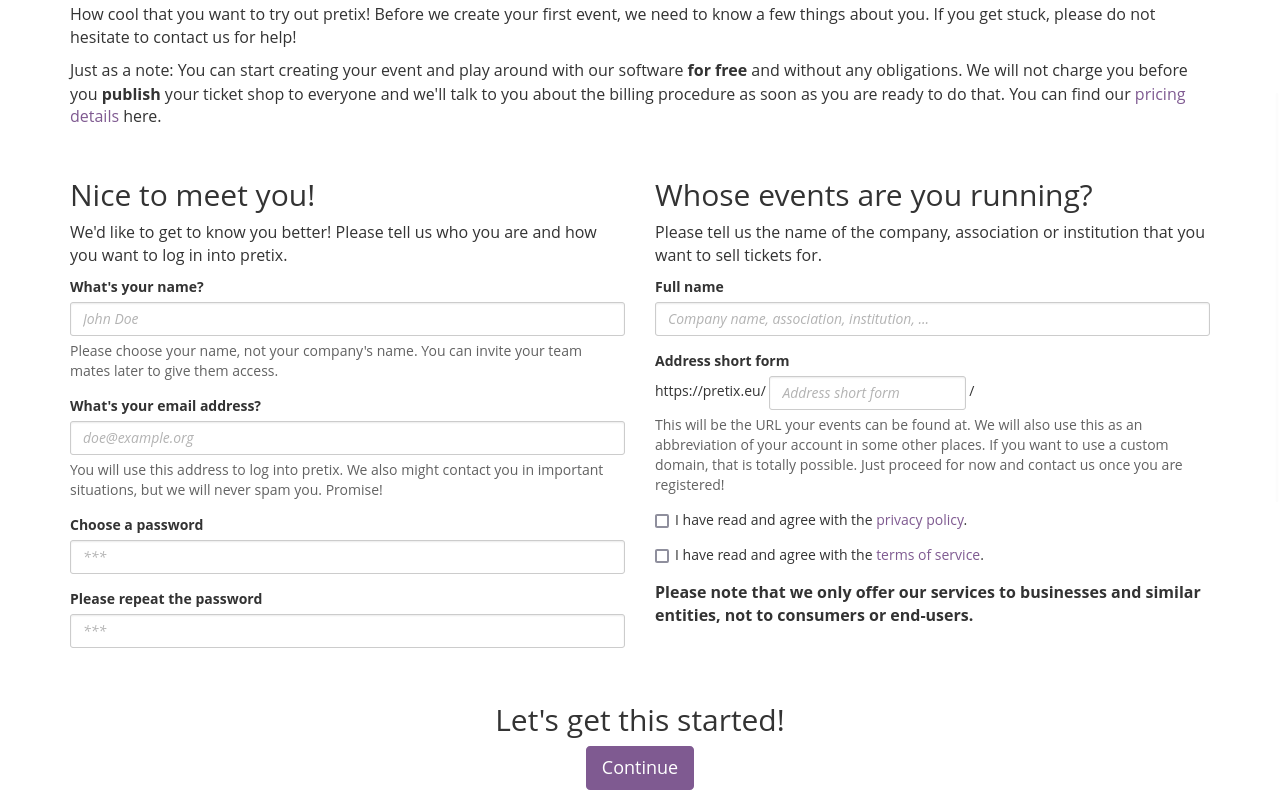 How cool that you want to try out pretix! Before we create your first event, we need to know a few things about you. If you get stuck, please do not
hesitate to contact us for help!
Just as a note: You can start creating your event and play around with our software for free and without any obligations. We will not charge you before
you publish your ticket shop to everyone and we'll talk to you about the billing procedure as soon as you are ready to do that. You can find our pricing
details here.
Nice to meet you!
We'd like to get to know you better! Please tell us who you are and how
you want to log in into pretix.
What's your name?
John Doe
Please choose your name, not your company's name. You can invite your team
mates later to give them access.
What's your email address?
doe@example.org
You will use this address to log into pretix. We also might contact you in important
situations, but we will never spam you. Promise!
Choose a password
***
Please repeat the password
***
Whose events are you running?
Please tell us the name of the company, association or institution that you
want to sell tickets for.
Full name
Company name, association, institution, ...
Address short form
https://pretix.eu/ Address short form /
This will be the URL your events can be found at. We will also use this as an
abbreviation of your account in some other places. If you want to use a custom
domain, that is totally possible. Just proceed for now and contact us once you are
registered!
I have read and agree with the privacy policy.
I have read and agree with the terms of service.
Please note that we only offer our services to businesses and similar
entities, not to consumers or end-users.
Let's get this started!
Continue